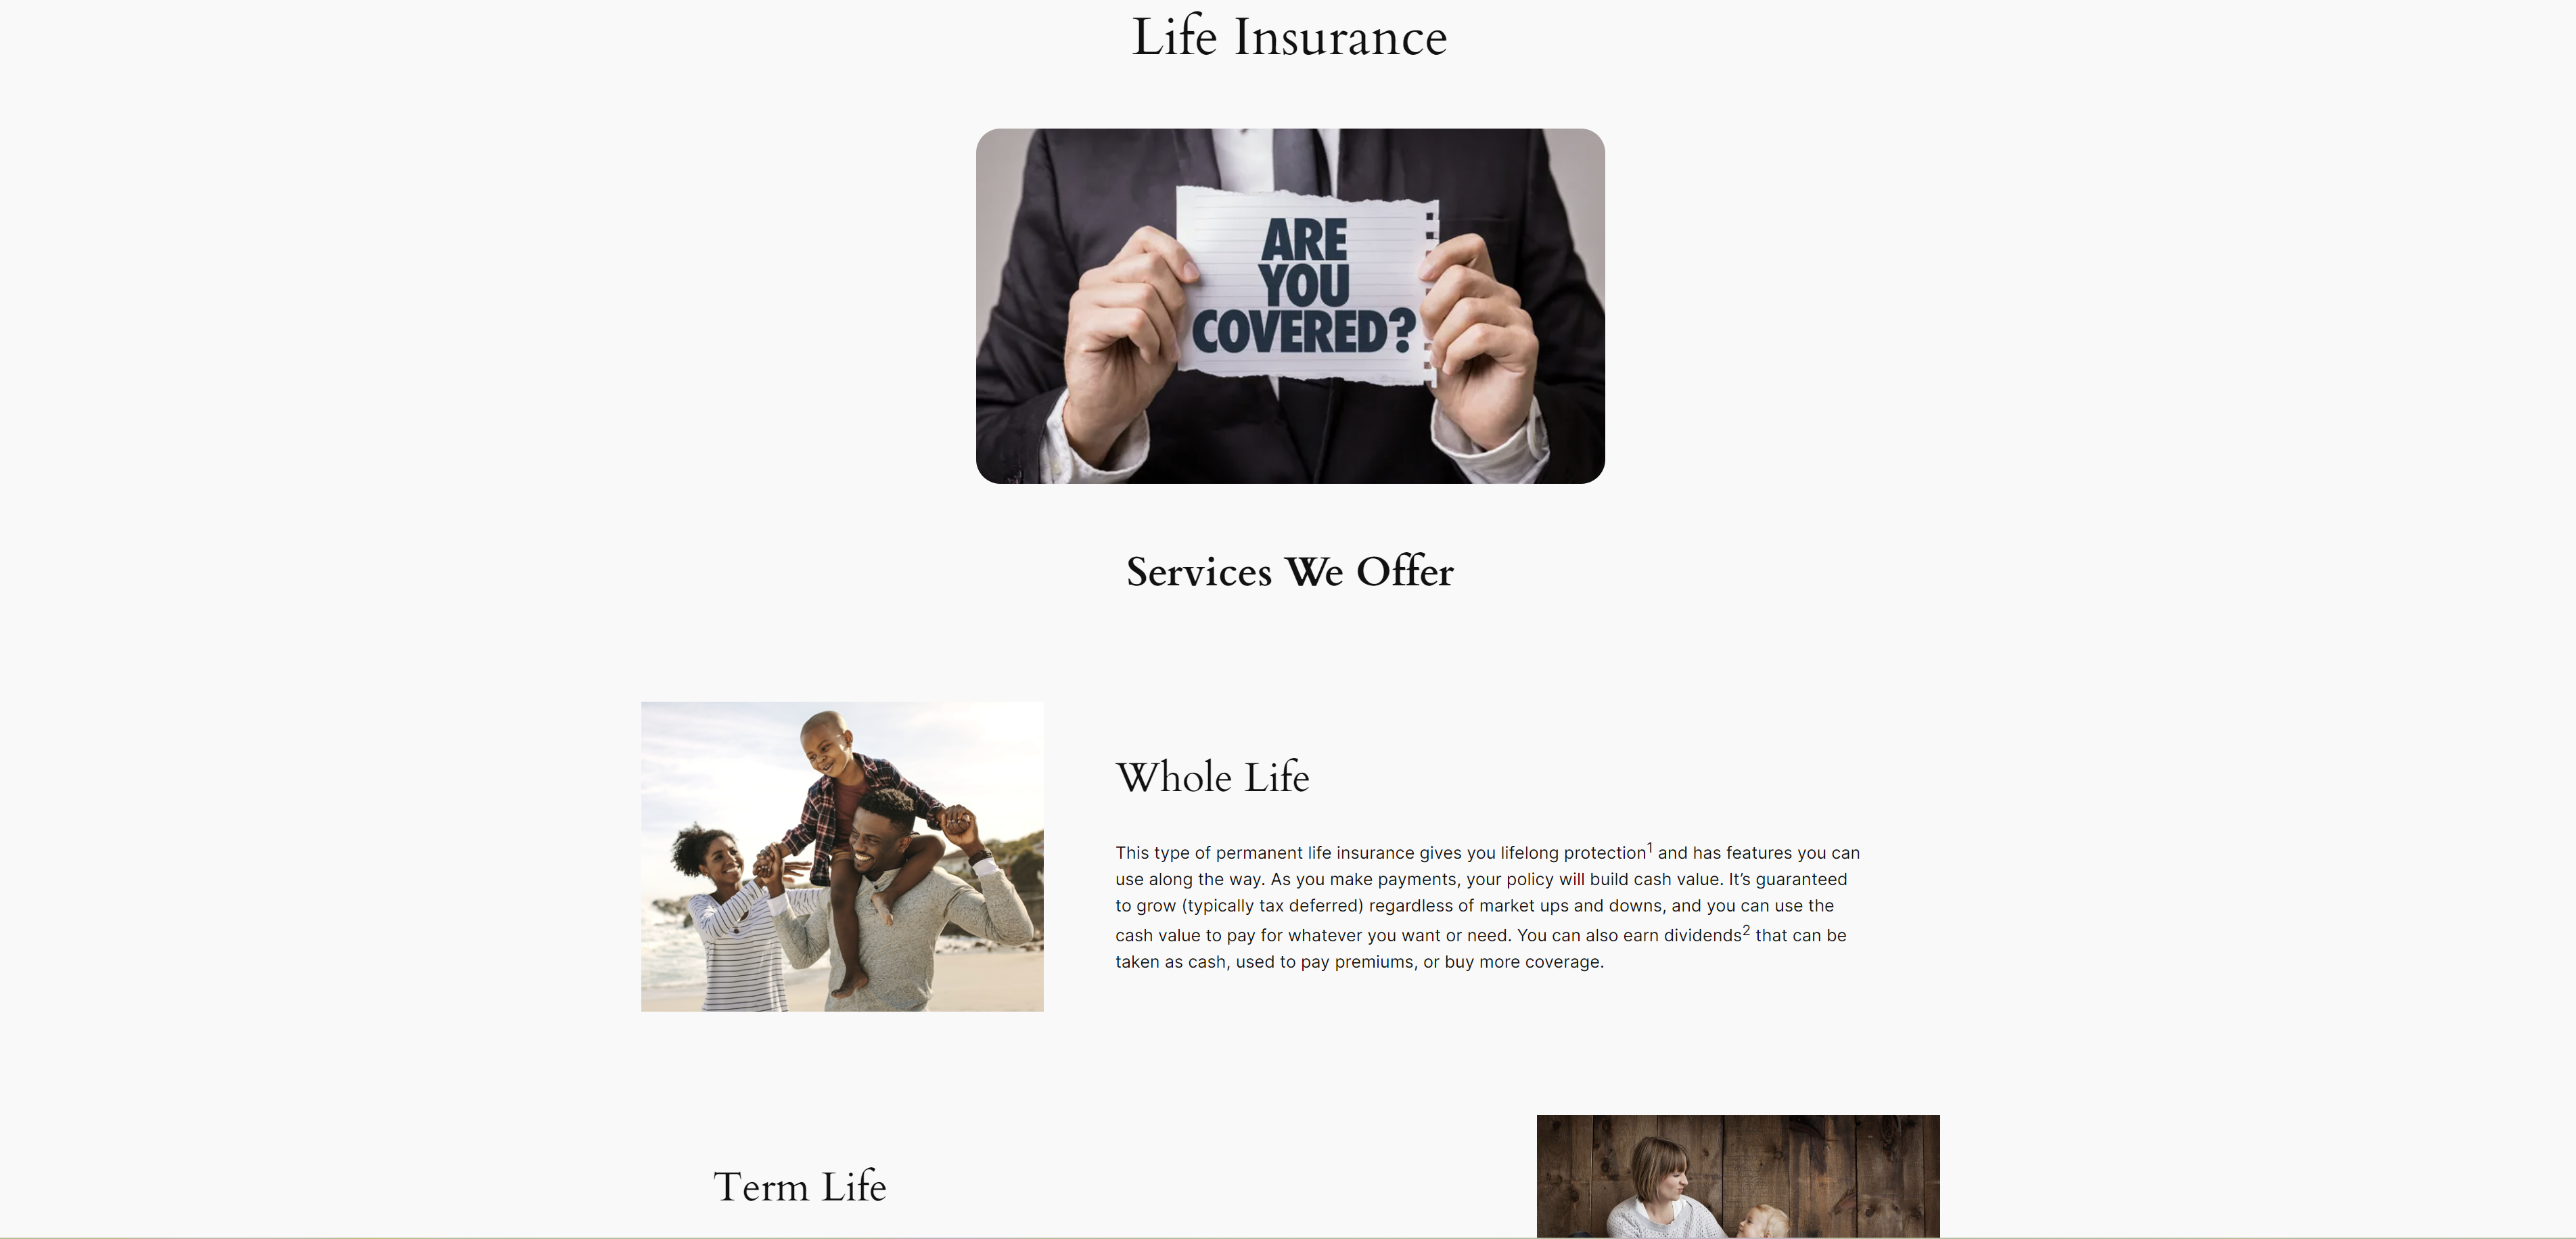 Life Insurance
ARE
YOU
COVERED?
Services We Offer
Whole Life
This type of permanent life insurance gives you lifelong protection1 and has features you can
use along the way. As you make payments, your policy will build cash value. It’s guaranteed
to grow (typically tax deferred) regardless of market ups and downs, and you can use the
cash value to pay for whatever you want or need. You can also earn dividends2 that can be
taken as cash, used to pay premiums, or buy more coverage.
Term Life